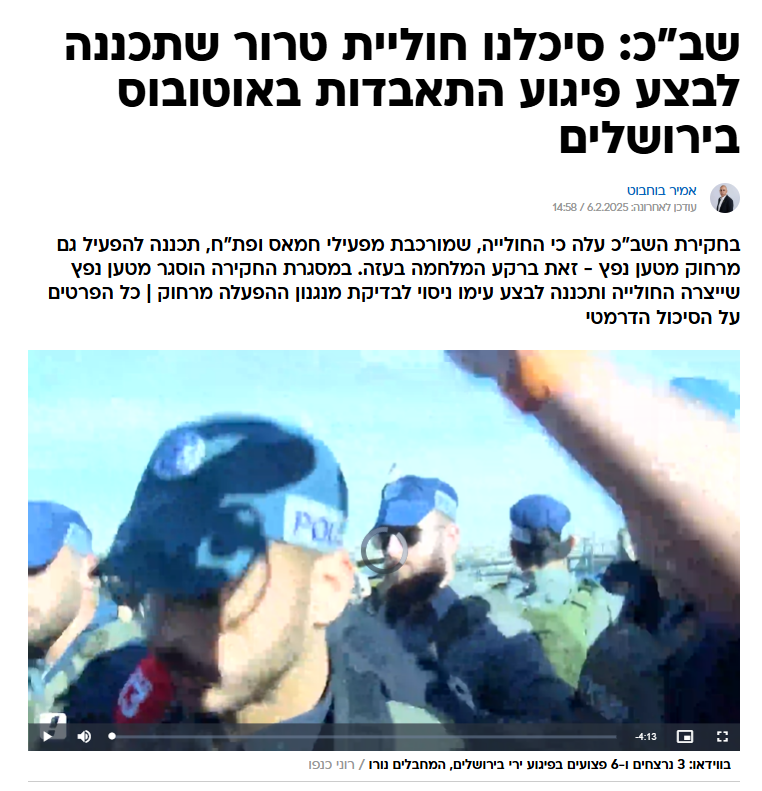 שב"כ: סיכלנו חוליית טרור שתכננה
לבצע פיגוע התאבדות באוטובוס
בירושלים
אמיר בוחבוט
עודכן לאחרונה: 6.2.2025 / 14:58
בחקירת השב"כ עלה כי החולייה, שמורכבת מפעילי חמאס ופת"ח, תכננה להפעיל גם
מרחוק מטען נפץ - זאת ברקע המלחמה בעזה. במסגרת החקירה הוסגר מטען נפץ
שייצרה החולייה ותכננה לבצע עימו ניסוי לבדיקת מנגנון ההפעלה מרחוק | כל הפרטים
על הסיכול הדרמטי
POLI
13
-4:13
בווידאו: 3 נרצחים ו-6 פצועים בפיגוע ירי בירושלים, המחבלים נורו / רוני כנפו